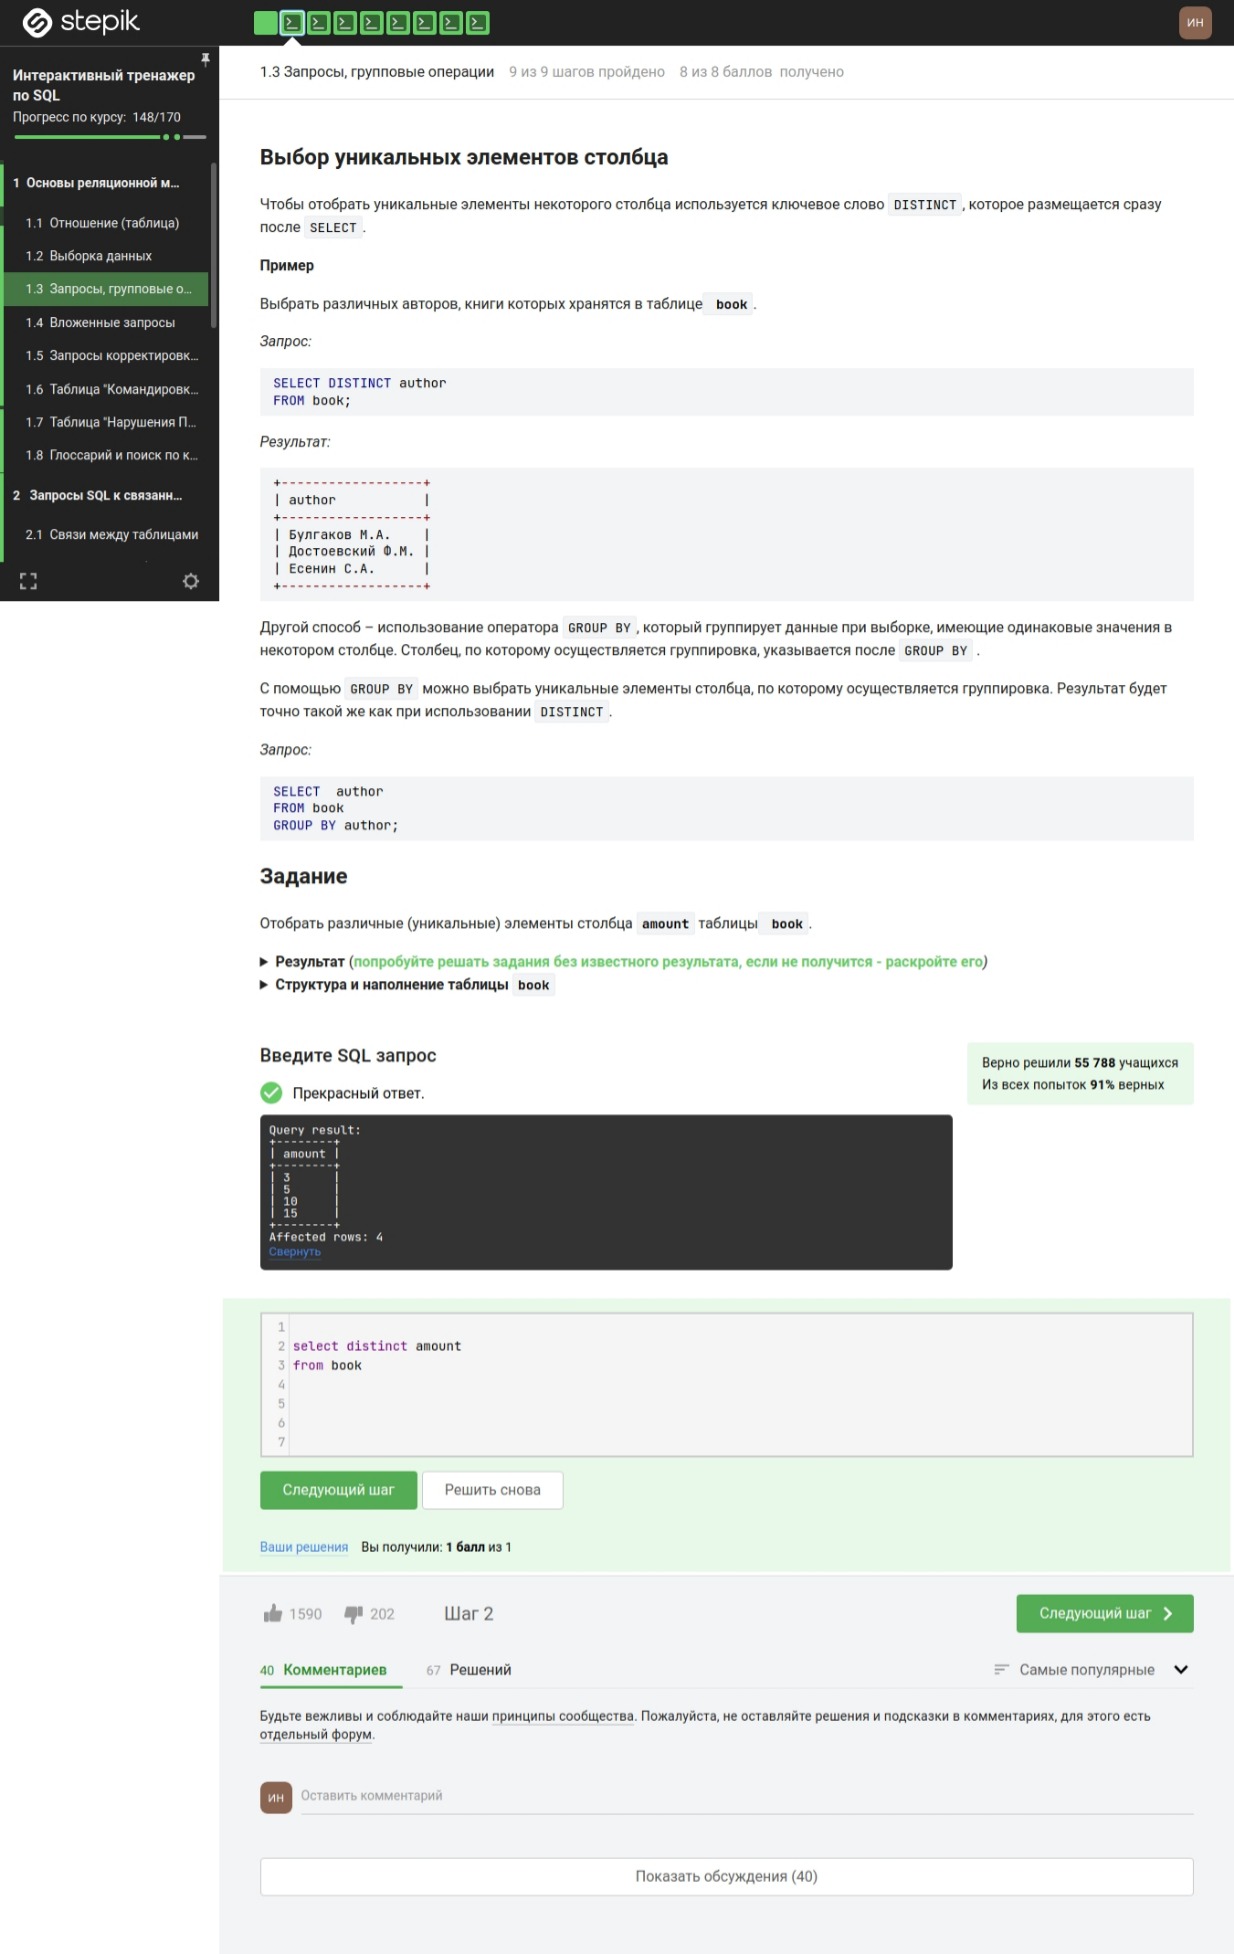 stepik
ИН
Интерактивный тренажер
по SQL
Прогресс по курсу: 148/170
1 Основы реляционной м...
1.1 Отношение (таблица)
1.2 Выборка данных
1.3 Запросы, групповые о...
1.4 Вложенные запросы
1.5 Запросы корректировк...
1.6 Таблица "Командировк...
1.7 Таблица "Нарушения П...
1.8 Глоссарий и поиск по к...
2 Запросы SQL к связанн...
2.1 Связи между таблицами
1.3 Запросы, групповые операции 9 из 9 шагов пройдено 8 из 8 баллов получено
Выбор уникальных элементов столбца
Чтобы отобрать уникальные элементы некоторого столбца используется ключевое слово DISTINCT, которое размещается сразу
после SELECT.
Пример
Выбрать различных авторов, книги которых хранятся в таблице book.
Запрос:
SELECT DISTINCT author
FROM book;
Результат:
+------------------+
| author           |
+------------------+
| Булгаков М.А.    |
| Достоевский Ф.М. |
| Есенин С.А.      |
+------------------+
Другой способ – использование оператора GROUP BY, который группирует данные при выборке, имеющие одинаковые значения в
некотором столбце. Столбец, по которому осуществляется группировка, указывается после GROUP BY .
С помощью GROUP BY можно выбрать уникальные элементы столбца, по которому осуществляется группировка. Результат будет
точно такой же как при использовании DISTINCT.
Запрос:
SELECT  author
FROM book
GROUP BY author;
Задание
Отобрать различные (уникальные) элементы столбца amount таблицы book.
Результат (попробуйте решать задания без известного результата, если не получится - раскройте его)
Структура и наполнение таблицы book
Введите SQL запрос
Верно решили 55 788 учащихся
Из всех попыток 91% верных
Прекрасный ответ.
Query result:
+--------+
| amount |
+--------+
| 3      |
| 5      |
| 10     |
| 15     |
+--------+
Affected rows: 4
Свернуть
1
2 select distinct amount
3 from book
4
5
6
7
Следующий шаг Решить снова
Ваши решения Вы получили: 1 балл из 1
1590 202 Шаг 2 Следующий шаг
40 Комментариев 67 Решений Самые популярные
Будьте вежливы и соблюдайте наши принципы сообщества. Пожалуйста, не оставляйте решения и подсказки в комментариях, для этого есть
отдельный форум.
ИН Оставить комментарий
Показать обсуждения (40)